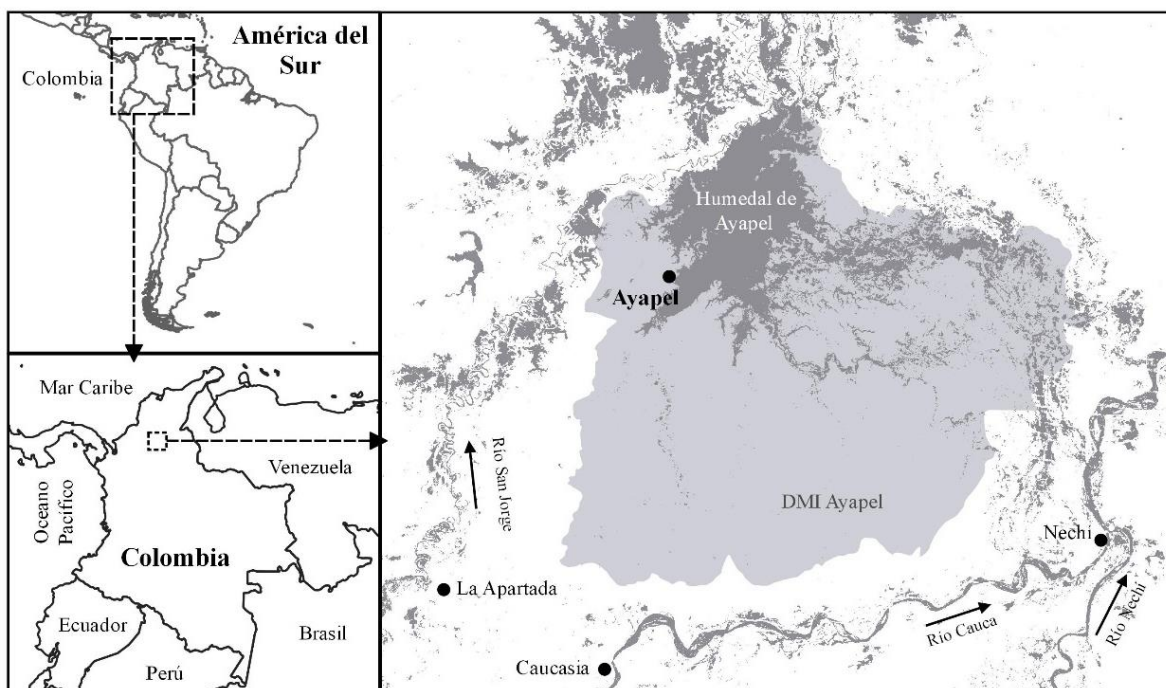 América del
Sur
Colombia
Mar Caribe
Venezuela
Oceano
Pacífico
Colombia
Ecuador
Perú
Brasil
Humedal de
Ayapel
Ayapel
Río San Jorge
DMI Ayapel
Nechí
La Apartada
Río Cauca
Río Nechí
Caucasia